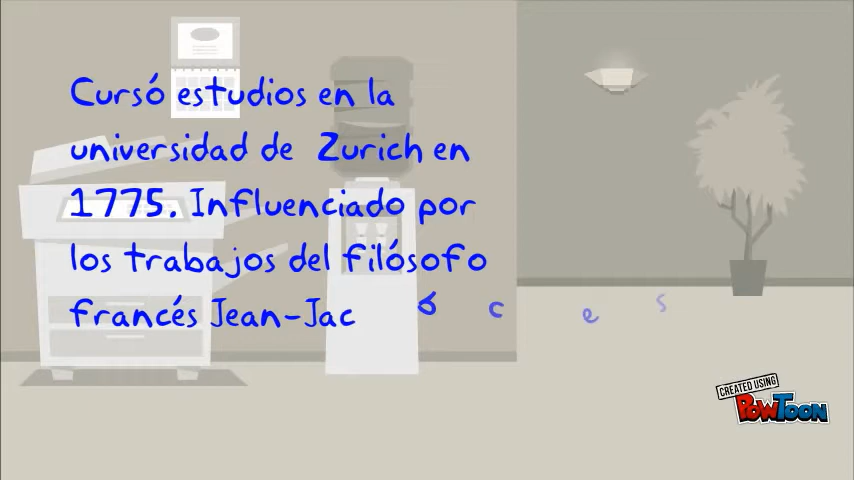 Cursó estudios en la
universidad de Zurich en
1775. Influenciado por
los trabajos del filósofo
francés Jean-Jac
CREATED USING
POWTOON